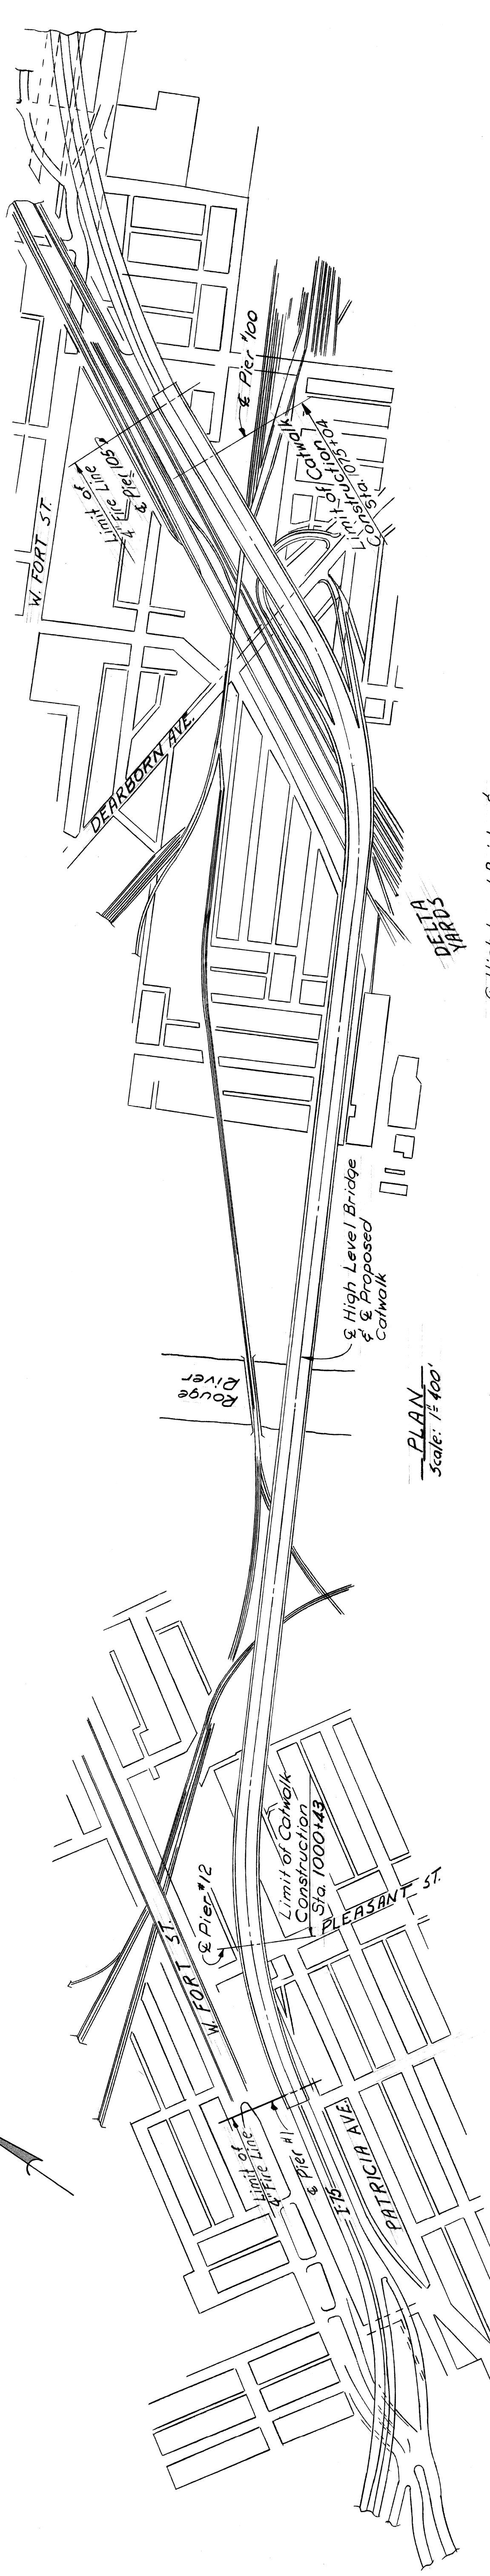 ℄ Pier #100
Limit of Catwalk
Construction
Sta. 1075+04
Limit of
4" Fire Line
℄ Pier 105
W. FORT ST.
DEARBORN AVE.
DELTA
YARDS
℄ High Level Bridge
& ℄ Proposed
Catwalk
Rouge
River
PLAN
Scale: 1"=400'
Limit of Catwalk
Construction
Sta. 1000+43
℄ Pier #12
PLEASANT ST.
W. FORT ST.
Limit of
4" Fire Line
℄ Pier #1
I-75
PATRICIA AVE.